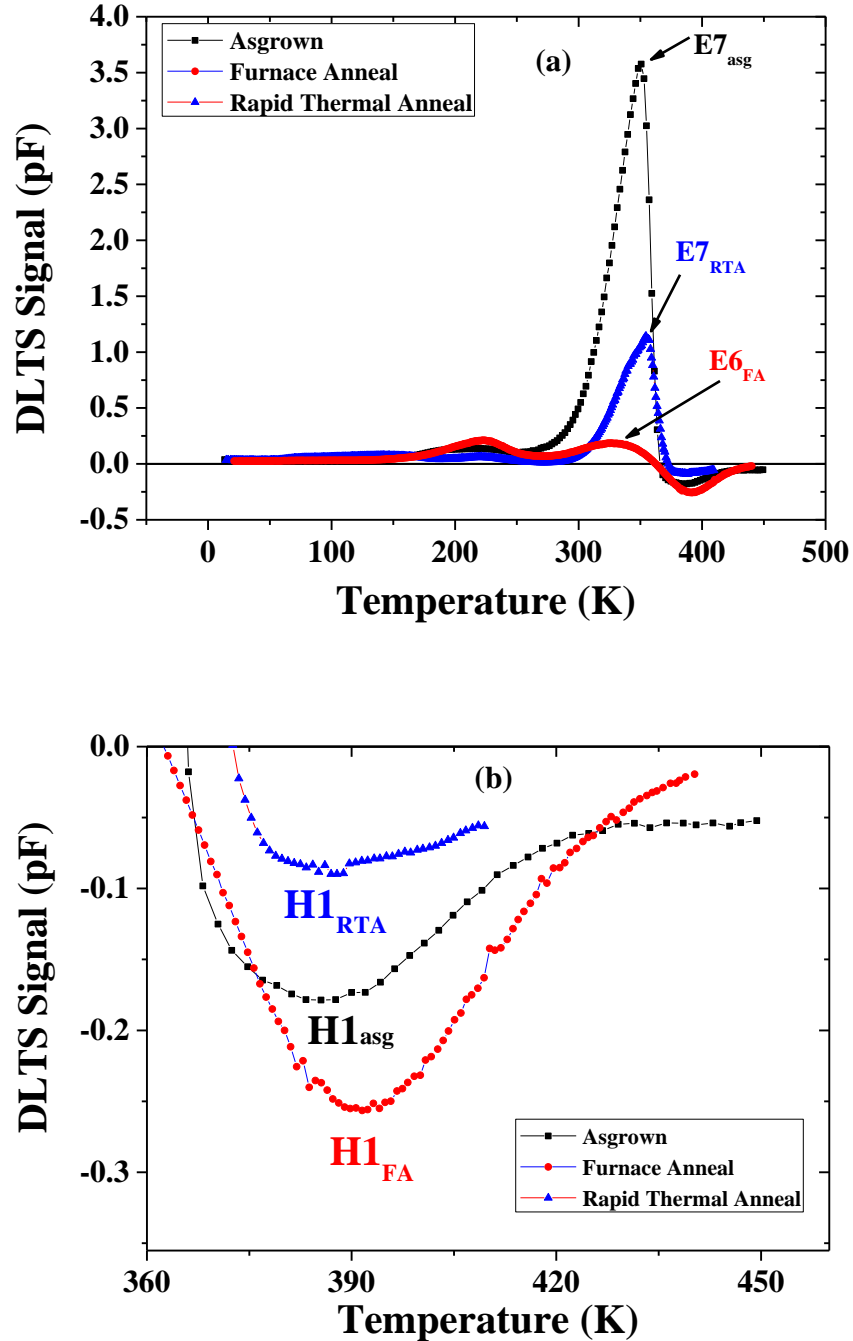 4.0
3.5
3.0
2.5
2.0
1.5
1.0
0.5
0.0
-0.5
DLTS Signal (pF)
Asgrown
Furnace Anneal
Rapid Thermal Anneal
(a)
E7asg
E7RTA
E6FA
0 100 200 300 400 500
Temperature (K)
0.0
-0.1
-0.2
-0.3
DLTS Signal (pF)
(b)
H1RTA
H1asg
H1FA
Asgrown
Furnace Anneal
Rapid Thermal Anneal
360 390 420 450
Temperature (K)